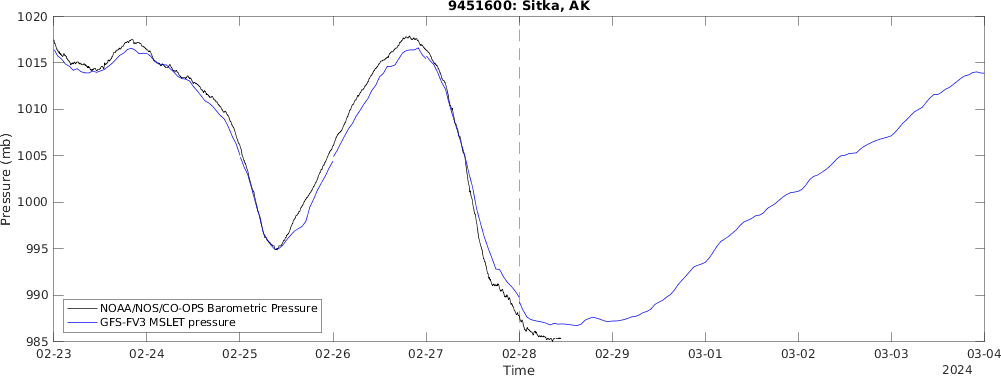 9451600: Sitka, AK
Pressure (mb)
1020
1015
1010
1005
1000
995
990
985
NOAA/NOS/CO-OPS Barometric Pressure
GFS-FV3 MSLET pressure
02-23 02-24 02-25 02-26 02-27 02-28 02-29 03-01 03-02 03-03 03-04
Time
2024